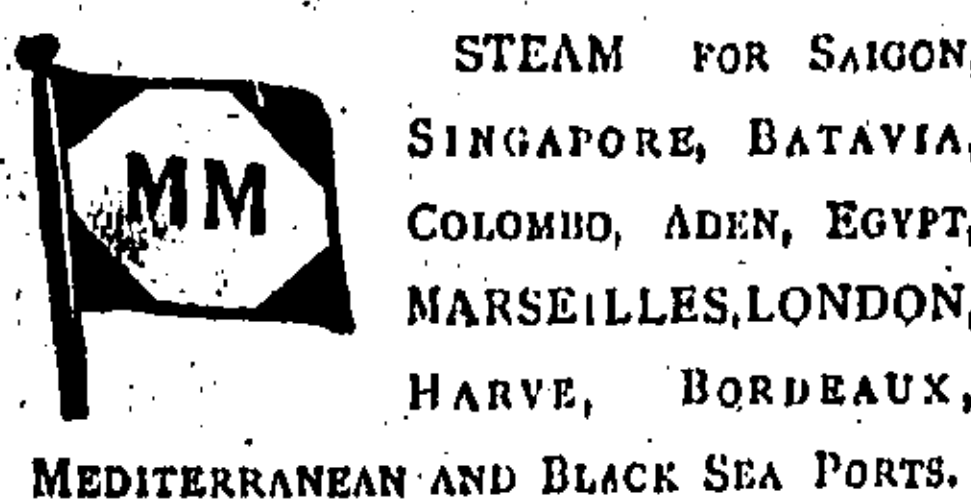 MM
STEAM FOR SAIGON,
SINGAPORE, BATAVIA,
COLOMBO, ADEN, EGYPT,
MARSEILLES, LONDON,
HARVE, BORDEAUX,
MEDITERRANEAN AND BLACK SEA PORTS.